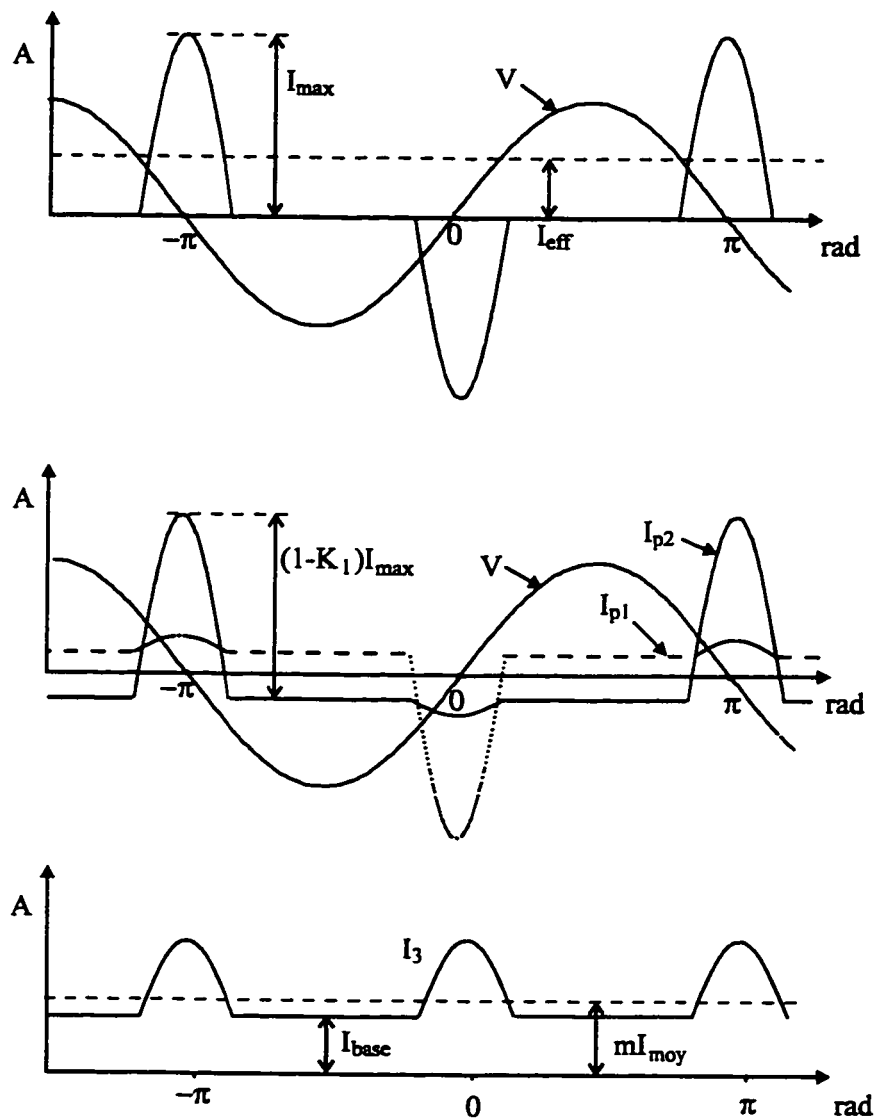 A
I_max
V
I_eff
−π
0
π
rad
A
(1-K_1)I_max
V
I_p1
I_p2
−π
0
π
rad
A
I_3
I_base
mI_moy
−π
0
π
rad